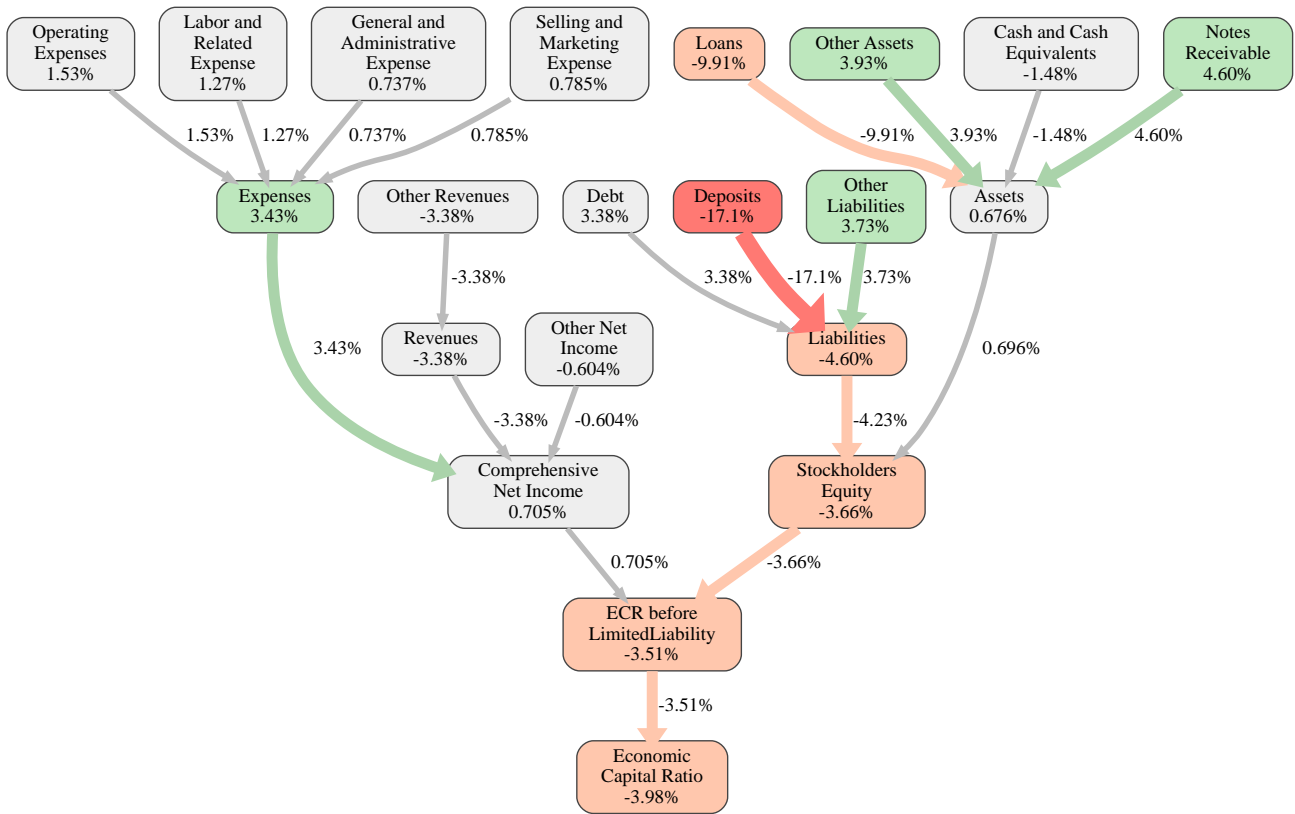 Operating
Expenses
1.53%
Labor and
Related
Expense
1.27%
General and
Administrative
Expense
0.737%
Selling and
Marketing
Expense
0.785%
Loans
-9.91%
Other Assets
3.93%
Cash and Cash
Equivalents
-1.48%
Notes
Receivable
4.60%
1.53%
1.27%
0.737%
0.785%
-9.91%
3.93%
-1.48%
4.60%
Expenses
3.43%
Other Revenues
-3.38%
Debt
3.38%
Deposits
-17.1%
Other
Liabilities
3.73%
Assets
0.676%
-3.38%
3.38%
-17.1%
3.73%
3.43%
Revenues
-3.38%
Other Net
Income
-0.604%
Liabilities
-4.60%
0.696%
-3.38%
-0.604%
-4.23%
Comprehensive
Net Income
0.705%
Stockholders
Equity
-3.66%
0.705%
-3.66%
ECR before
LimitedLiability
-3.51%
-3.51%
Economic
Capital Ratio
-3.98%